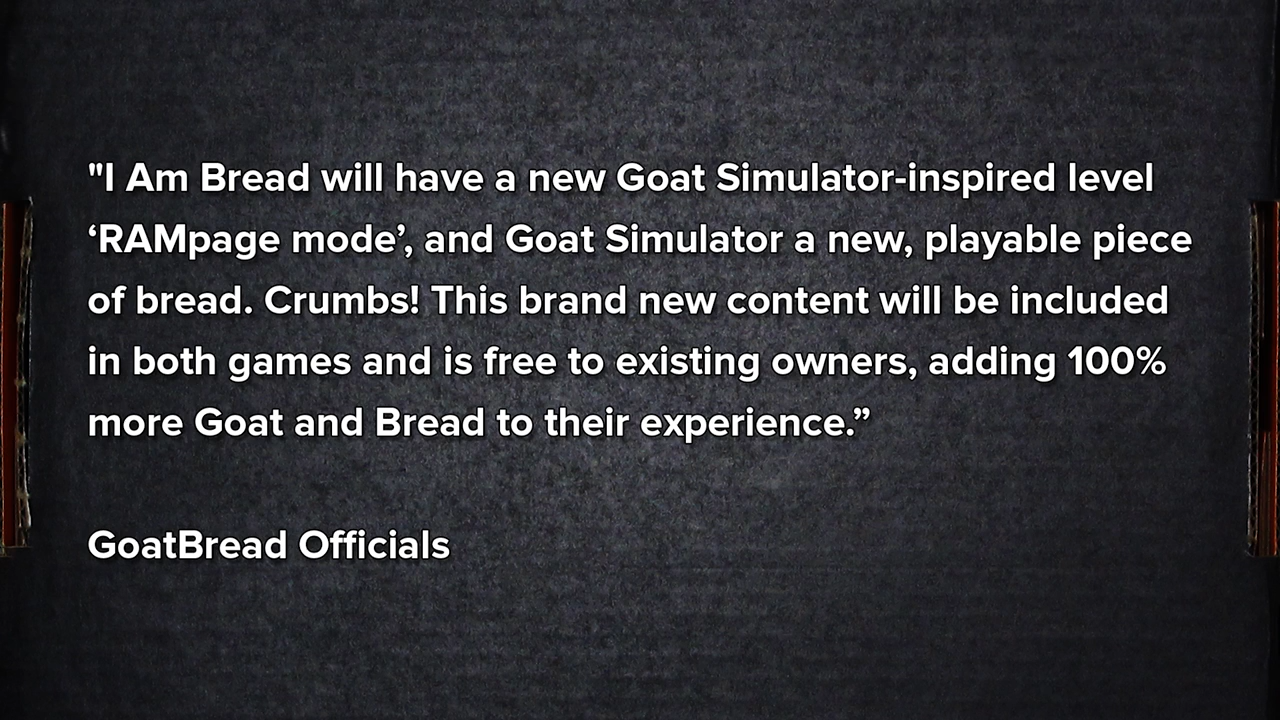 "I Am Bread will have a new Goat Simulator-inspired level
‘RAMpage mode’, and Goat Simulator a new, playable piece
of bread. Crumbs! This brand new content will be included
in both games and is free to existing owners, adding 100%
more Goat and Bread to their experience.”
GoatBread Officials